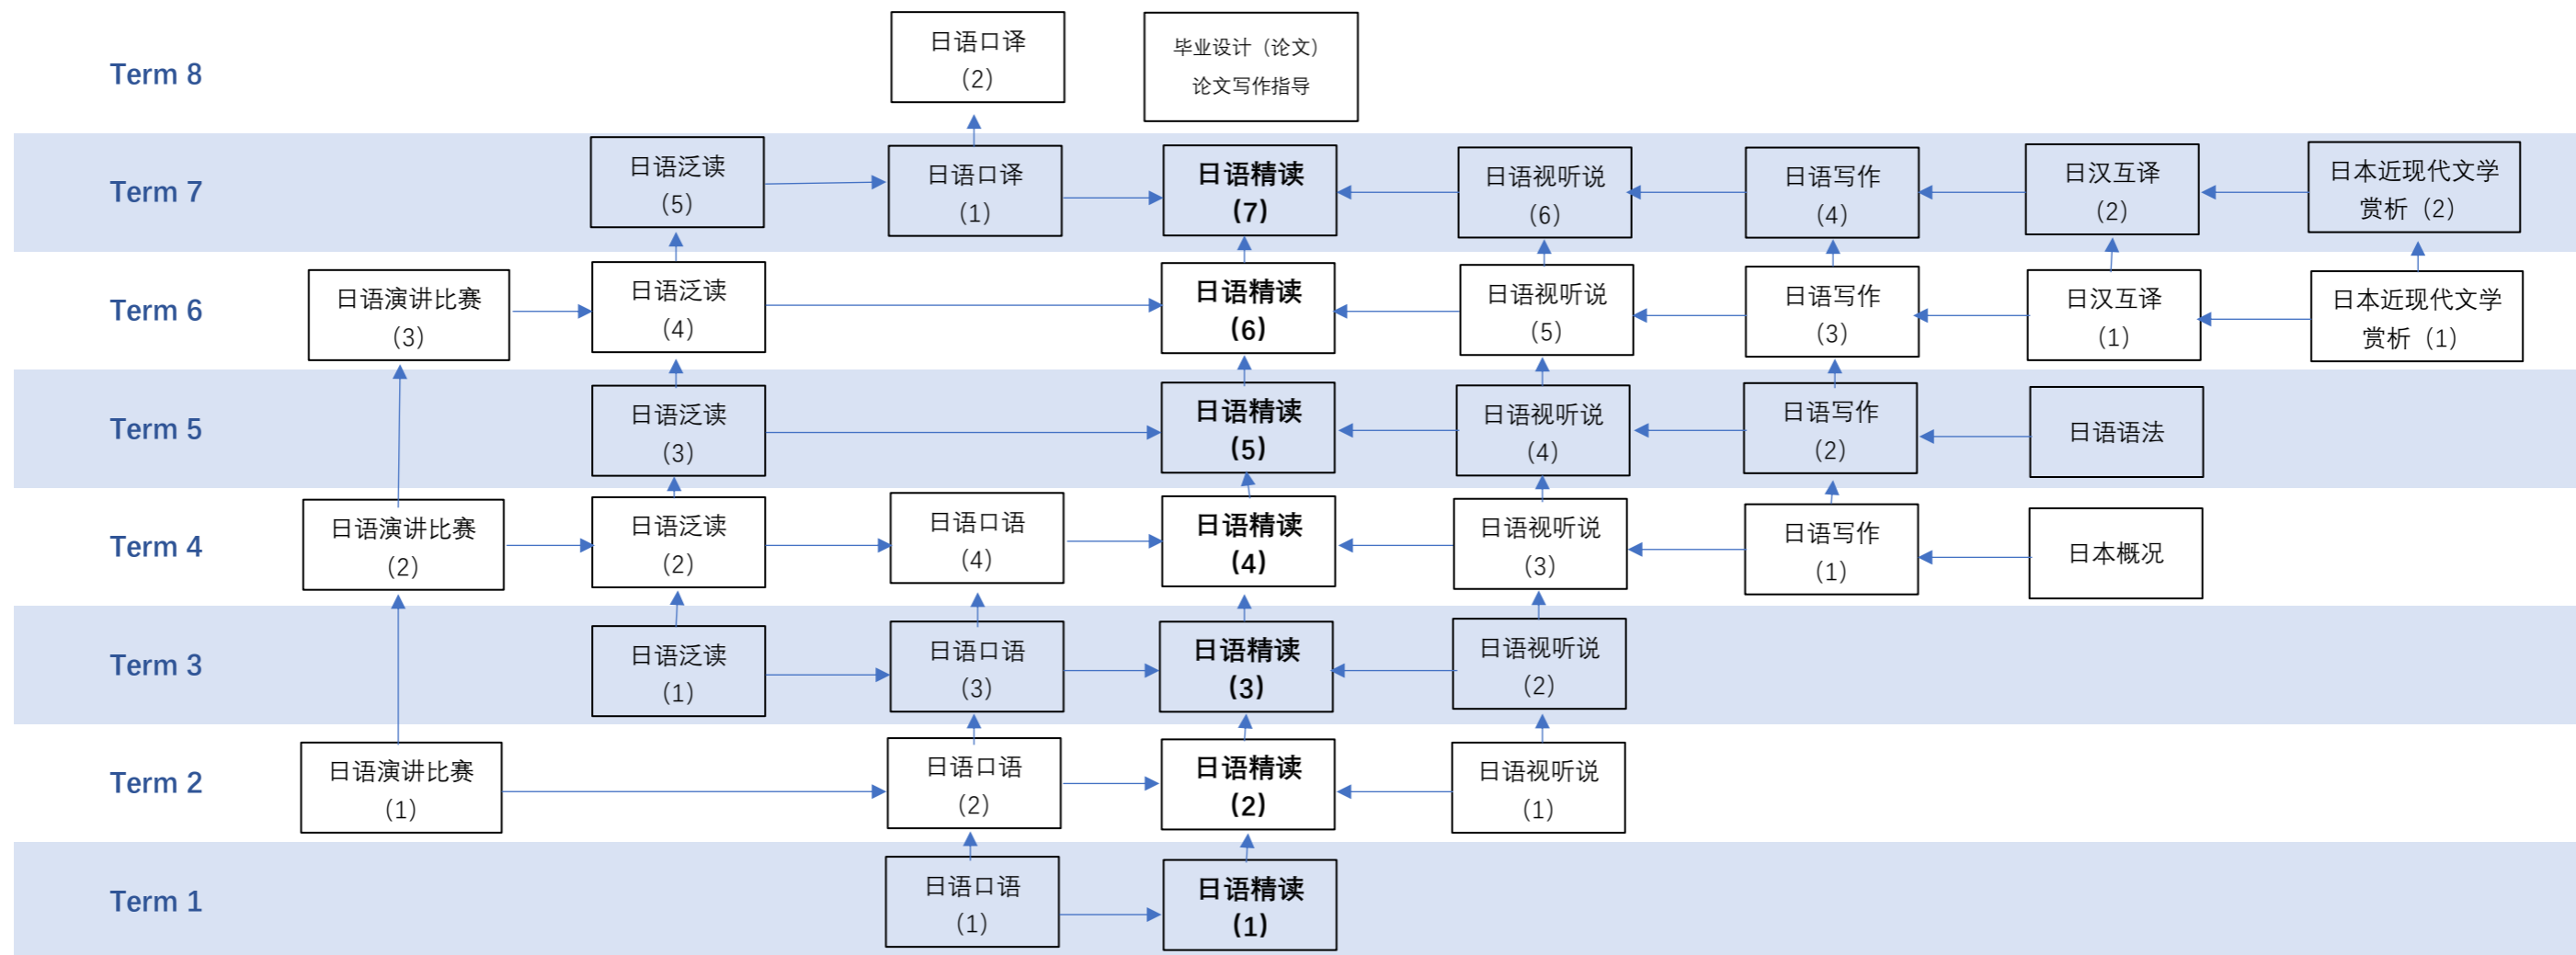 Term 8
日语口译
(2)
毕业设计（论文）
论文写作指导
Term 7
日语泛读
(5)
日语口译
(1)
日语精读
(7)
日语视听说
(6)
日语写作
(4)
日汉互译
(2)
日本近现代文学
赏析（2）
Term 6
日语演讲比赛
(3)
日语泛读
(4)
日语精读
(6)
日语视听说
(5)
日语写作
(3)
日汉互译
(1)
日本近现代文学
赏析（1）
Term 5
日语泛读
(3)
日语精读
(5)
日语视听说
(4)
日语写作
(2)
日语语法
Term 4
日语演讲比赛
(2)
日语泛读
(2)
日语口语
(4)
日语精读
(4)
日语视听说
(3)
日语写作
(1)
日本概况
Term 3
日语泛读
(1)
日语口语
(3)
日语精读
(3)
日语视听说
(2)
Term 2
日语演讲比赛
(1)
日语口语
(2)
日语精读
(2)
日语视听说
(1)
Term 1
日语口语
(1)
日语精读
(1)